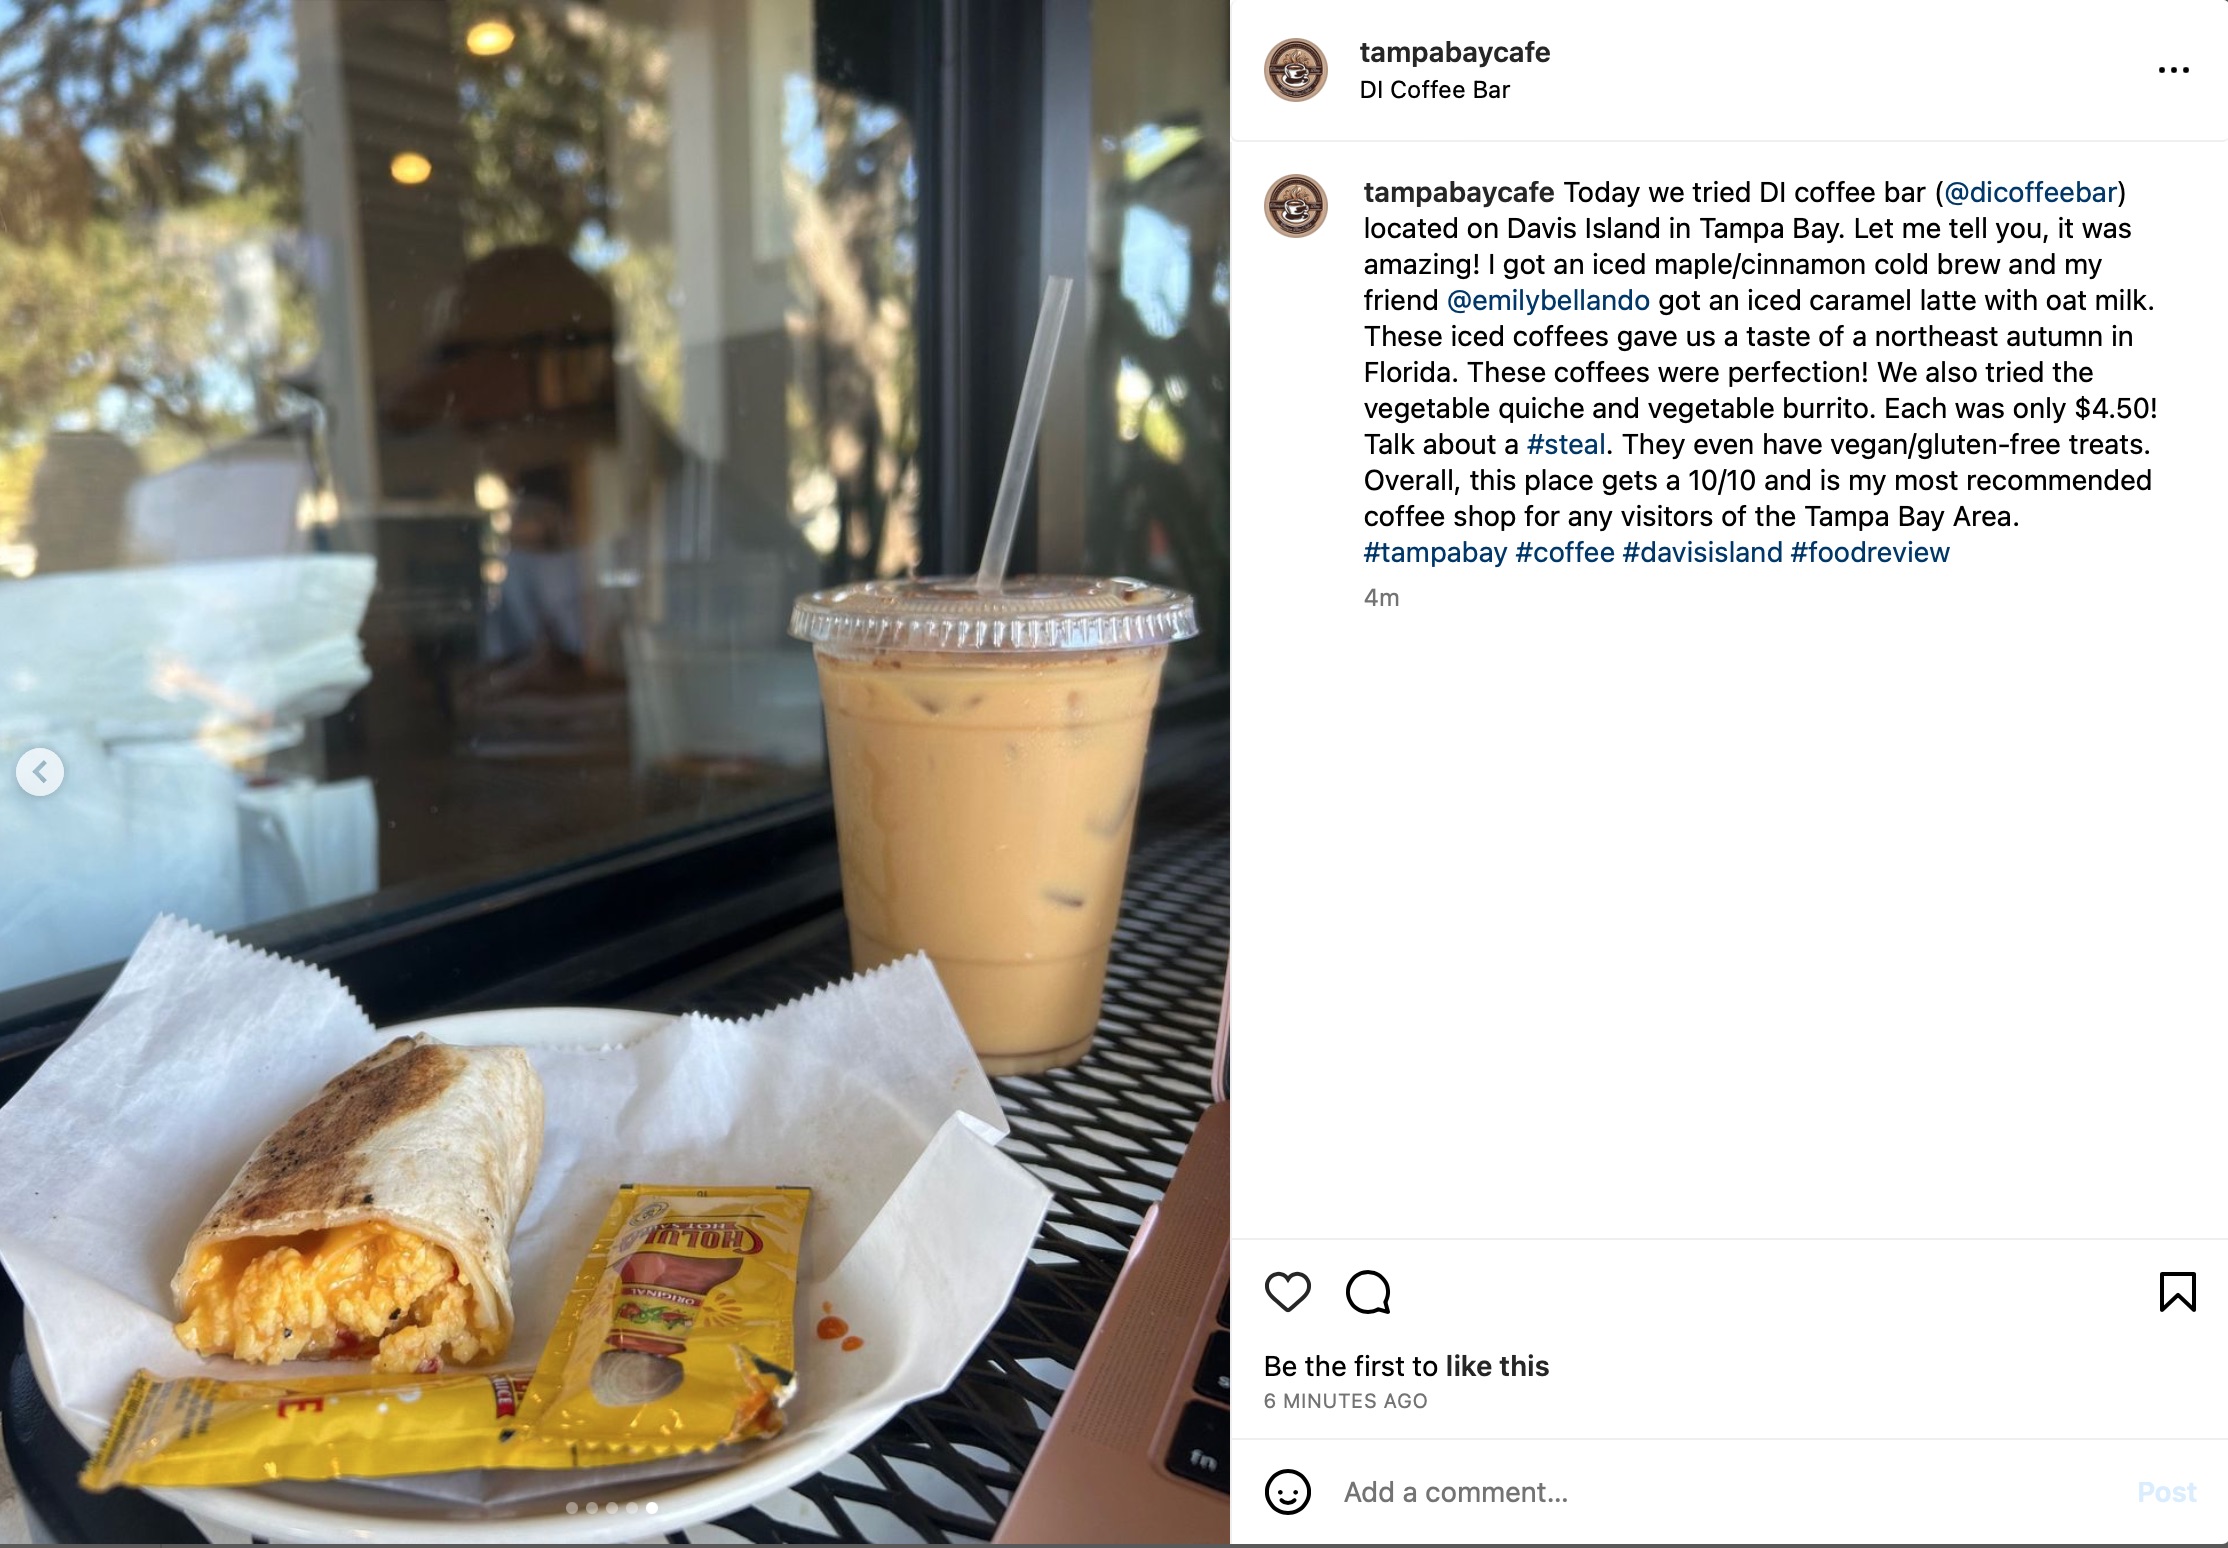 tampabaycafe
DI Coffee Bar
tampabaycafe Today we tried DI coffee bar (@dicoffeebar)
located on Davis Island in Tampa Bay. Let me tell you, it was
amazing! I got an iced maple/cinnamon cold brew and my
friend @emilybellando got an iced caramel latte with oat milk.
These iced coffees gave us a taste of a northeast autumn in
Florida. These coffees were perfection! We also tried the
vegetable quiche and vegetable burrito. Each was only $4.50!
Talk about a #steal. They even have vegan/gluten-free treats.
Overall, this place gets a 10/10 and is my most recommended
coffee shop for any visitors of the Tampa Bay Area.
#tampabay #coffee #davisisland #foodreview
4m
CHOLULA
HOT SAUCE
ORIGINAL
fn
Be the first to like this
6 MINUTES AGO
Add a comment...
Post